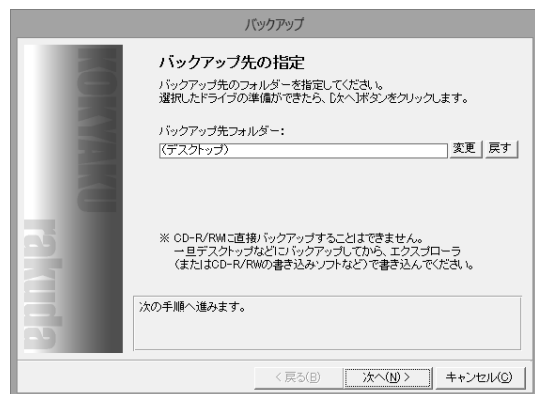 バックアップ
KOKYAKU
rakuda
バックアップ先の指定
バックアップ先のフォルダーを指定してください。
選択したドライブの準備ができたら、[次へ]ボタンをクリックします。
バックアップ先フォルダー:
(デスクトップ)
変更 戻す
※ CD-R/RWに直接バックアップすることはできません。
一旦デスクトップなどにバックアップしてから、エクスプローラ
(またはCD-R/RWの書き込みソフトなど)で書き込んでください。
次の手順へ進みます。
< 戻る(B) 次へ(N) > キャンセル(C)